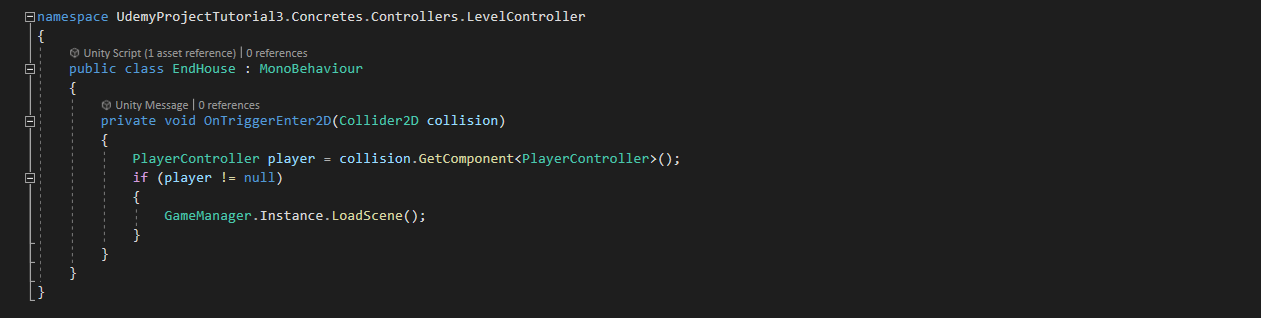 namespace UdemyProjectTutorial3.Concretes.Controllers.LevelController
{
Unity Script (1 asset reference) | 0 references
public class EndHouse : MonoBehaviour
{
Unity Message | 0 references
private void OnTriggerEnter2D(Collider2D collision)
{
PlayerController player = collision.GetComponent<PlayerController>();
if (player != null)
{
GameManager.Instance.LoadScene();
}
}
}
}